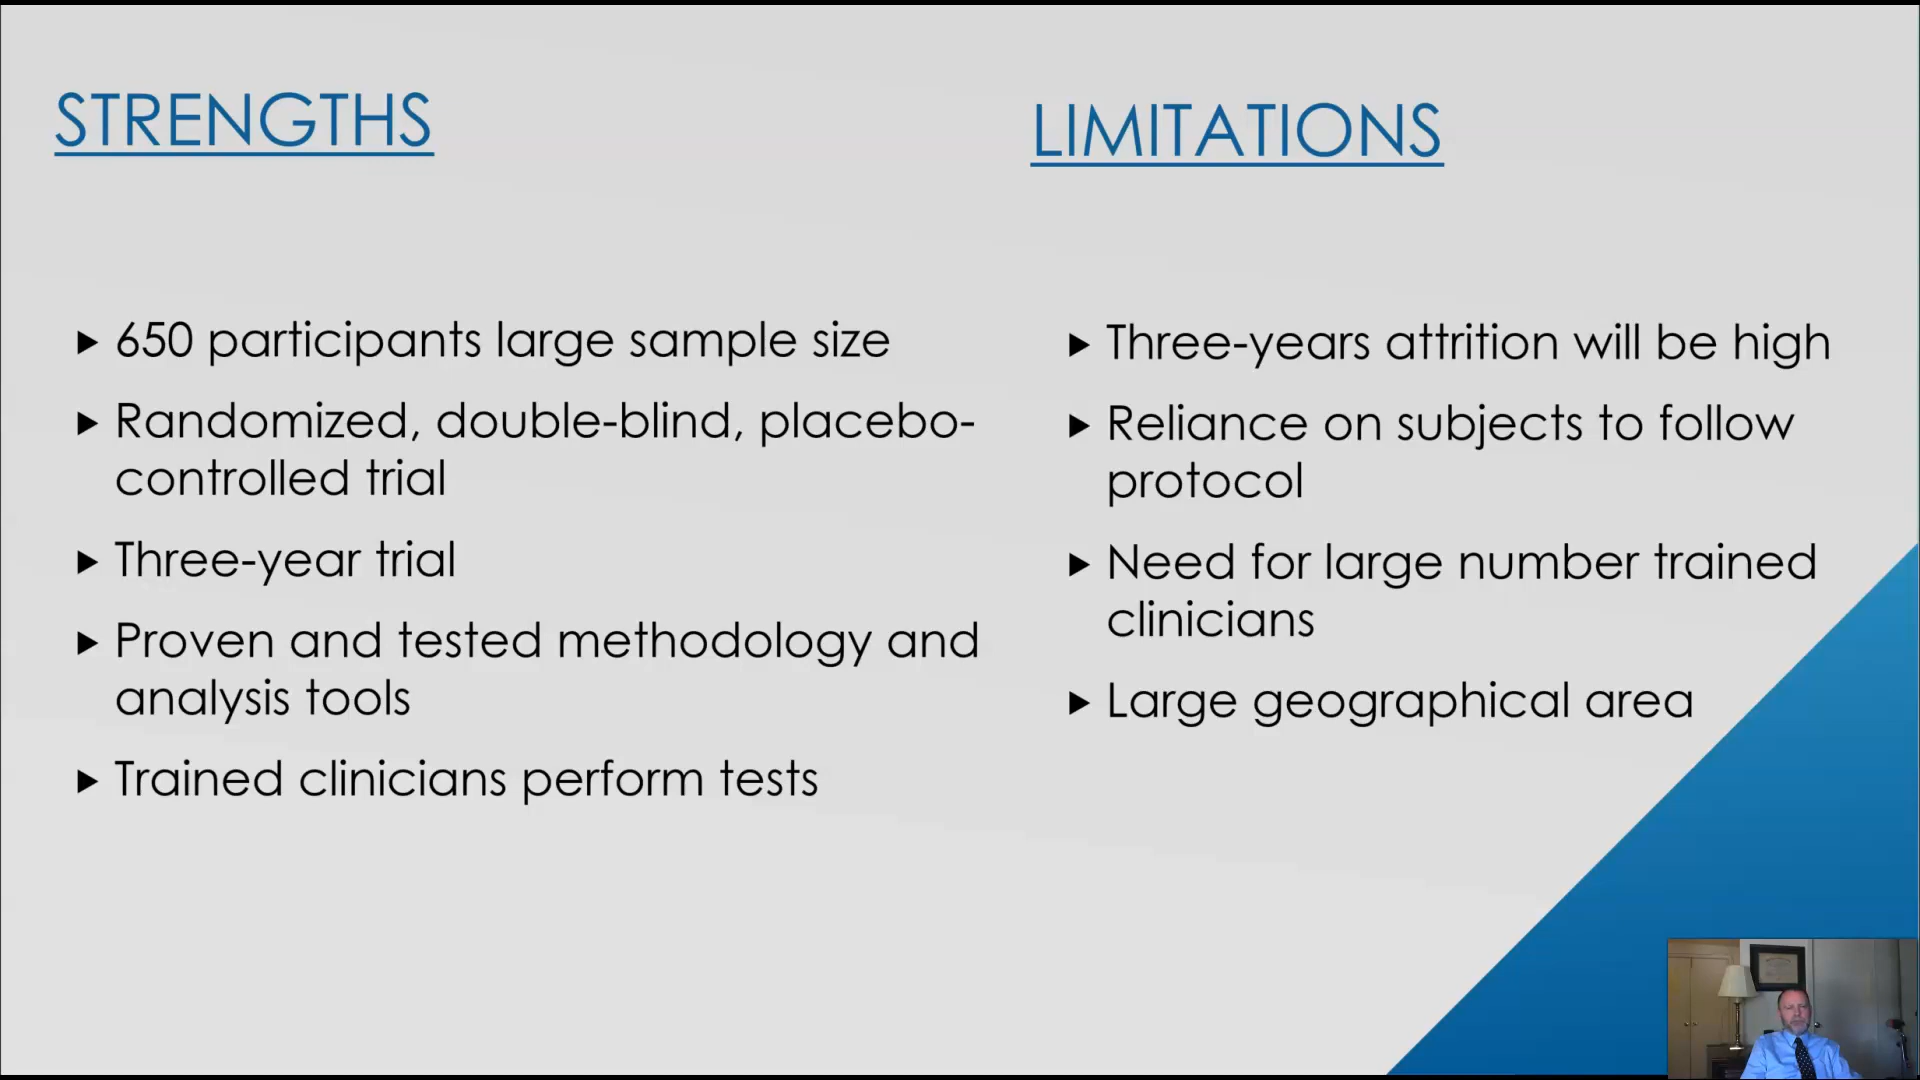 STRENGTHS
650 participants large sample size
Randomized, double-blind, placebo-
controlled trial
Three-year trial
Proven and tested methodology and
analysis tools
Trained clinicians perform tests
LIMITATIONS
Three-years attrition will be high
Reliance on subjects to follow
protocol
Need for large number trained
clinicians
Large geographical area